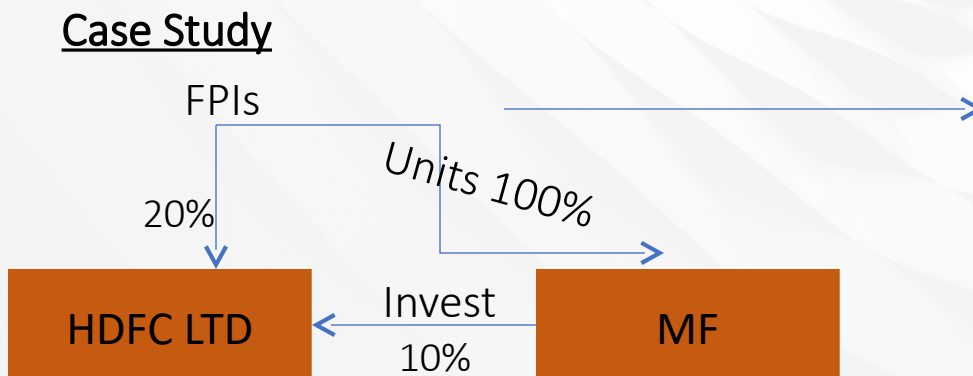 Case Study
FPIs
Units 100%
20%
HDFC LTD
Invest
10%
MF